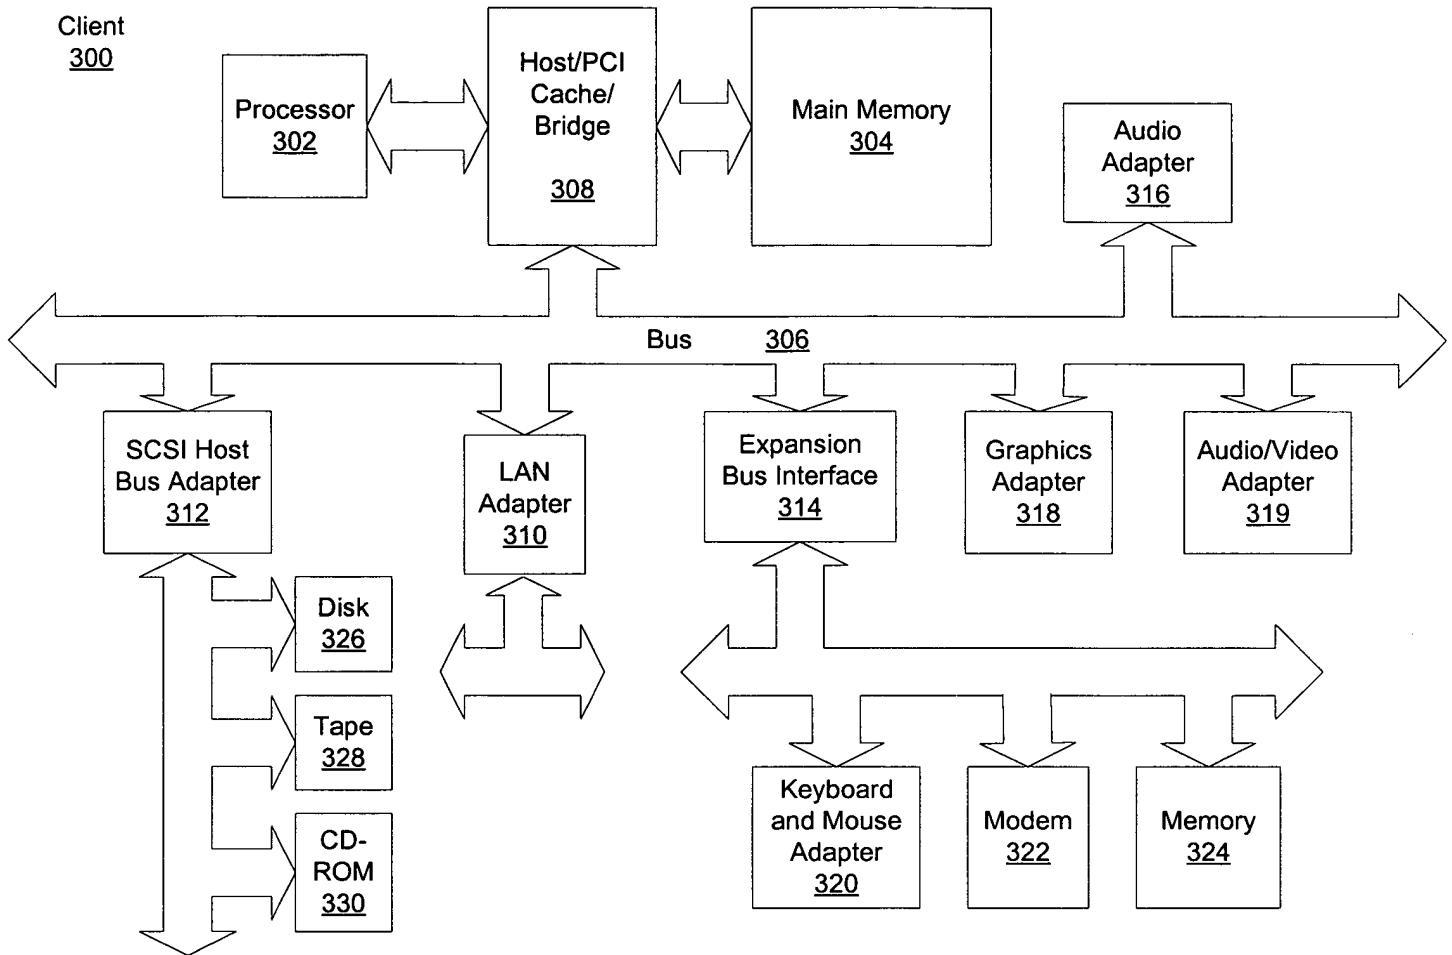 Client
300
Processor
302
Host/PCI
Cache/
Bridge
308
Main Memory
304
Audio
Adapter
316
Bus 306
SCSI Host
Bus Adapter
312
LAN
Adapter
310
Expansion
Bus Interface
314
Graphics
Adapter
318
Audio/Video
Adapter
319
Disk
326
Tape
328
CD-
ROM
330
Keyboard
and Mouse
Adapter
320
Modem
322
Memory
324